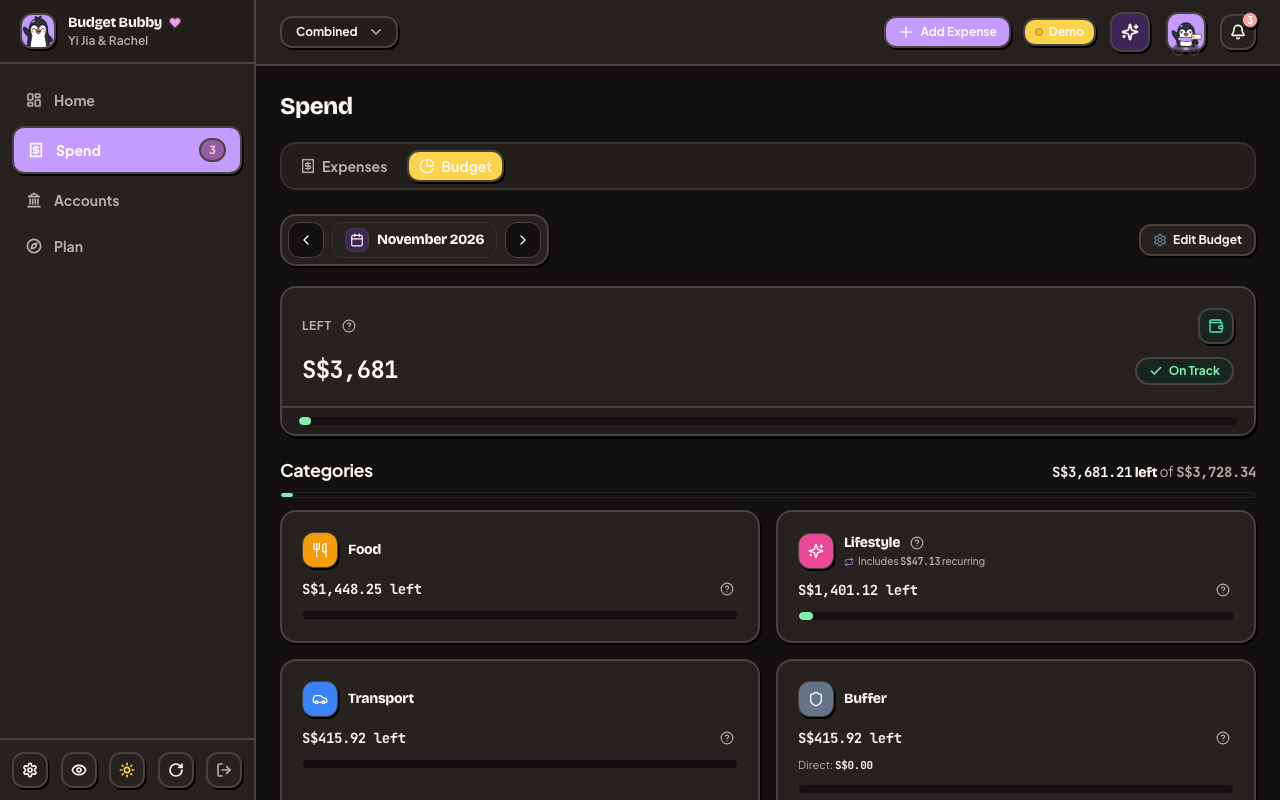 Budget Bubby
Yi Jia & Rachel
Home
Spend 3
Accounts
Plan
Combined
Add Expense
Demo
3
Spend
Expenses
Budget
November 2026
Edit Budget
LEFT
S$3,681
On Track
Categories
S$3,681.21 left of S$3,728.34
Food
S$1,448.25 left
Lifestyle
Includes S$47.13 recurring
S$1,401.12 left
Transport
S$415.92 left
Buffer
S$415.92 left
Direct: S$0.00